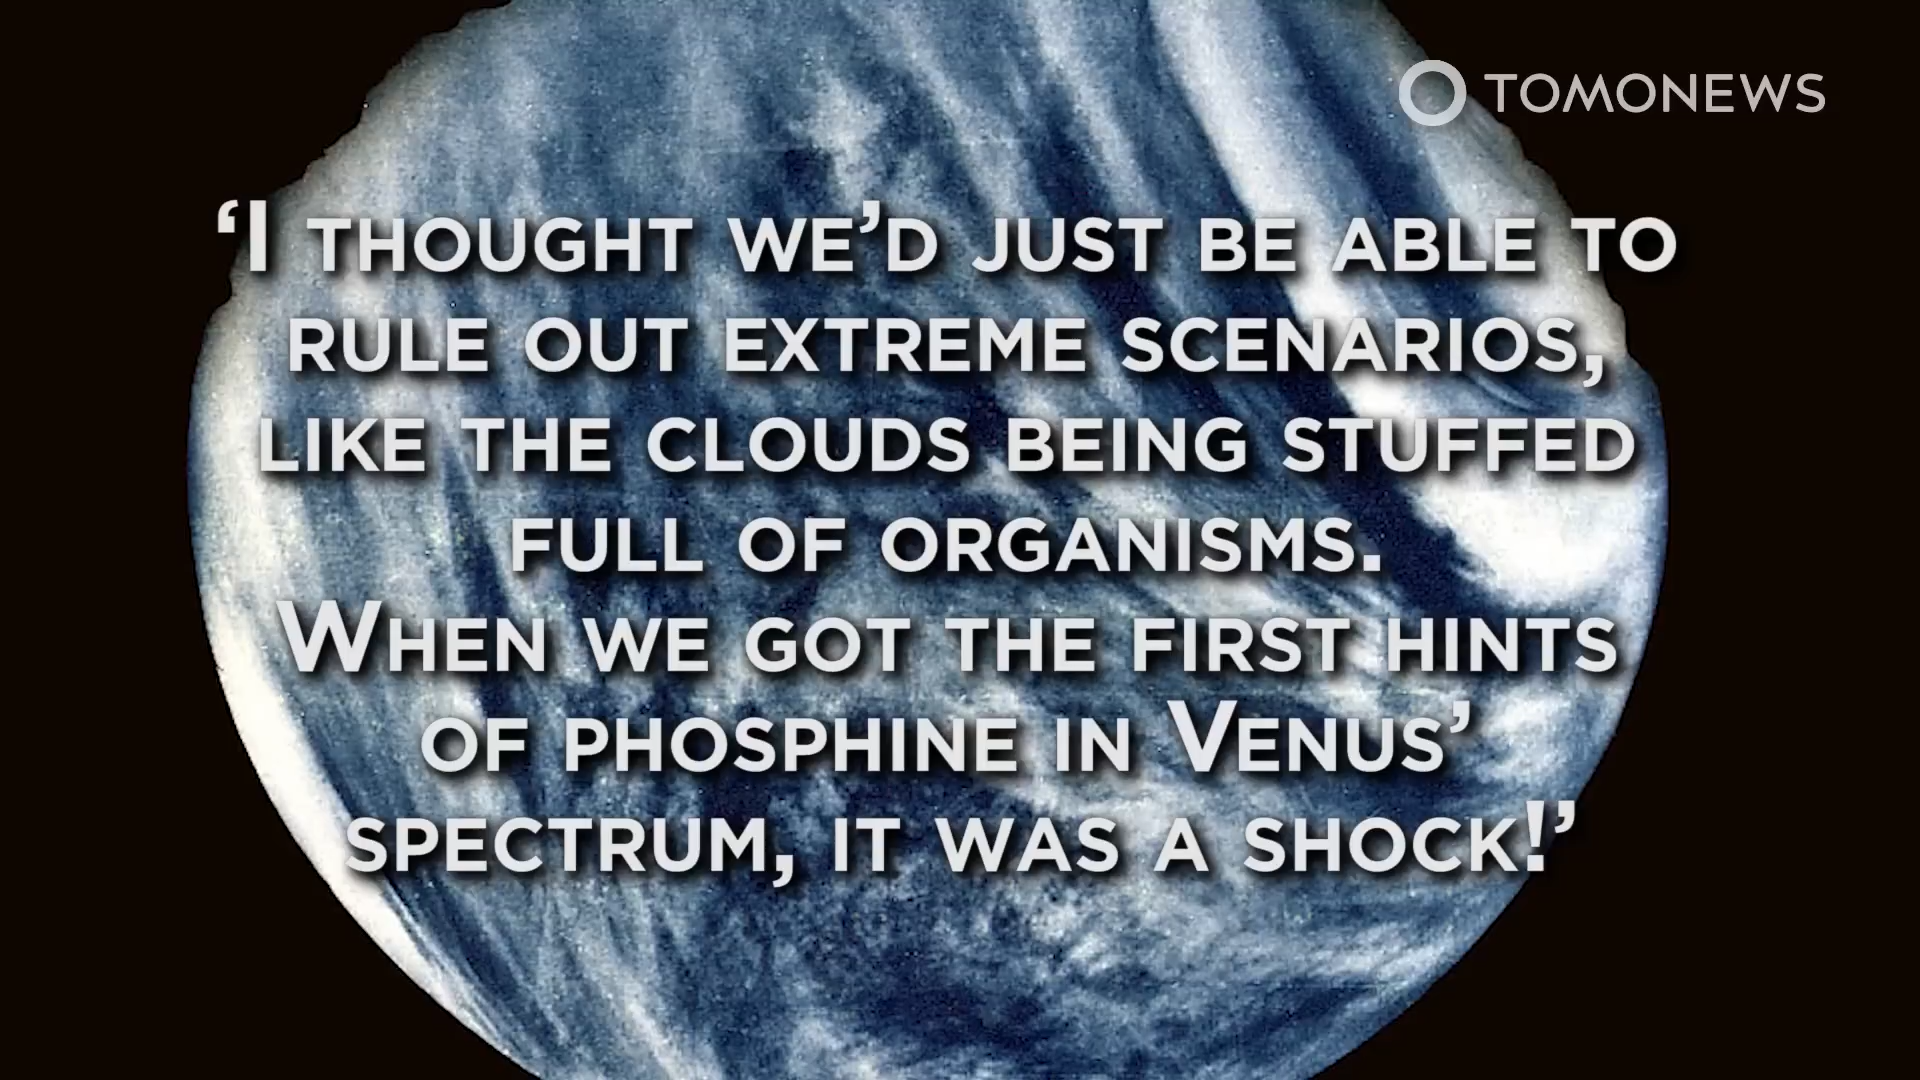 TOMONEWS
‘I THOUGHT WE’D JUST BE ABLE TO
RULE OUT EXTREME SCENARIOS,
LIKE THE CLOUDS BEING STUFFED
FULL OF ORGANISMS.
WHEN WE GOT THE FIRST HINTS
OF PHOSPHINE IN VENUS’
SPECTRUM, IT WAS A SHOCK!’